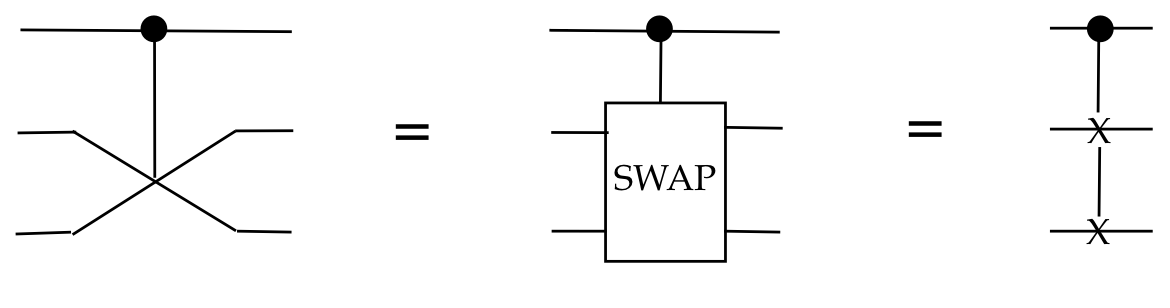 =
=
SWAP
X
X